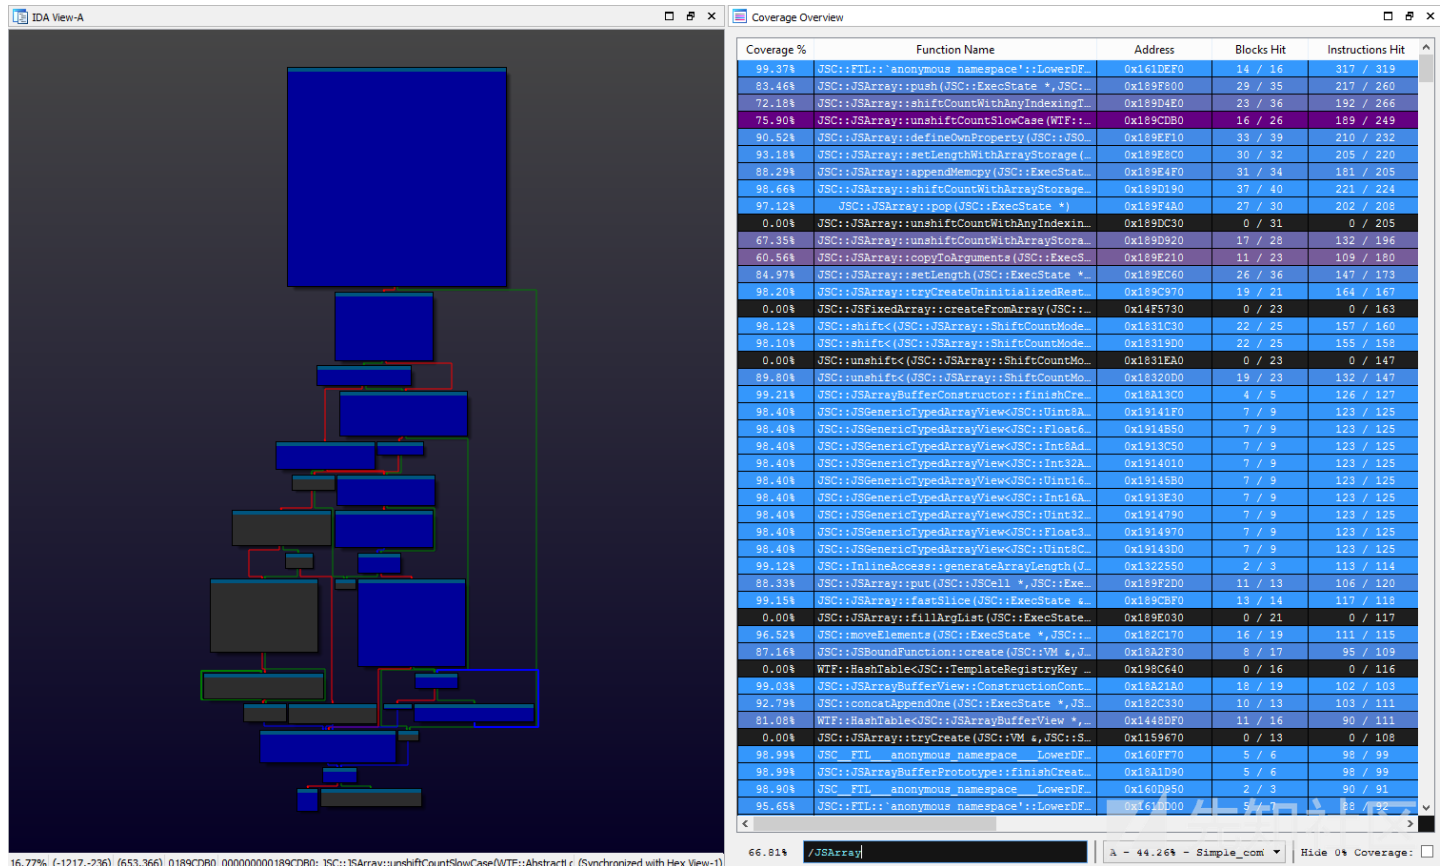 IDA View-A
Coverage Overview
Coverage % Function Name Address Blocks Hit Instructions Hit
99.37% JSC::FTL::`anonymous namespace'::LowerDF… 0x161DEF0 14 / 16 317 / 319
83.46% JSC::JSArray::push(JSC::ExecState *,JSC:… 0x189F800 29 / 35 217 / 260
72.18% JSC::JSArray::shiftCountWithAnyIndexingT… 0x189D4E0 23 / 36 192 / 266
75.90% JSC::JSArray::unshiftCountSlowCase(WTF::… 0x189CDB0 16 / 26 189 / 249
90.52% JSC::JSArray::defineOwnProperty(JSC::JSO… 0x189EF10 33 / 39 210 / 232
93.18% JSC::JSArray::setLengthWithArrayStorage(… 0x189E8C0 30 / 32 205 / 220
88.29% JSC::JSArray::appendMemcpy(JSC::ExecStat… 0x189E4F0 31 / 34 181 / 205
98.66% JSC::JSArray::shiftCountWithArrayStorage… 0x189D190 37 / 40 221 / 224
97.12% JSC::JSArray::pop(JSC::ExecState *) 0x189F4A0 27 / 30 202 / 208
0.00% JSC::JSArray::unshiftCountWithAnyIndexin… 0x189DC30 0 / 31 0 / 205
67.35% JSC::JSArray::unshiftCountWithArrayStora… 0x189D920 17 / 28 132 / 196
60.56% JSC::JSArray::copyToArguments(JSC::ExecS… 0x189E210 11 / 23 109 / 180
84.97% JSC::JSArray::setLength(JSC::ExecState *… 0x189EC60 26 / 36 147 / 173
98.20% JSC::JSArray::tryCreateUninitializedRest… 0x189C970 19 / 21 164 / 167
0.00% JSC::JSFixedArray::createFromArray(JSC::… 0x14F5730 0 / 23 0 / 163
98.12% JSC::shift<(JSC::JSArray::ShiftCountMode… 0x1831C30 22 / 25 157 / 160
98.10% JSC::shift<(JSC::JSArray::ShiftCountMode… 0x18319D0 22 / 25 155 / 158
0.00% JSC::unshift<(JSC::JSArray::ShiftCountMo… 0x1831EA0 0 / 23 0 / 147
89.80% JSC::unshift<(JSC::JSArray::ShiftCountMo… 0x18320D0 19 / 23 132 / 147
99.21% JSC::JSArrayBufferConstructor::finishCre… 0x18A13C0 4 / 5 126 / 127
98.40% JSC::JSGenericTypedArrayView<JSC::Uint8A… 0x19141F0 7 / 9 123 / 125
98.40% JSC::JSGenericTypedArrayView<JSC::Float6… 0x1914B50 7 / 9 123 / 125
98.40% JSC::JSGenericTypedArrayView<JSC::Int8Ad… 0x1913C50 7 / 9 123 / 125
98.40% JSC::JSGenericTypedArrayView<JSC::Int32A… 0x1914010 7 / 9 123 / 125
98.40% JSC::JSGenericTypedArrayView<JSC::Uint16… 0x19145B0 7 / 9 123 / 125
98.40% JSC::JSGenericTypedArrayView<JSC::Int16A… 0x1913E30 7 / 9 123 / 125
98.40% JSC::JSGenericTypedArrayView<JSC::Uint32… 0x1914790 7 / 9 123 / 125
98.40% JSC::JSGenericTypedArrayView<JSC::Float3… 0x1914970 7 / 9 123 / 125
98.40% JSC::JSGenericTypedArrayView<JSC::Uint8C… 0x19143D0 7 / 9 123 / 125
99.12% JSC::InlineAccess::generateArrayLength(J… 0x1322550 2 / 3 113 / 114
88.33% JSC::JSArray::put(JSC::JSCell *,JSC::Exe… 0x189F2D0 11 / 13 106 / 120
99.15% JSC::JSArray::fastSlice(JSC::ExecState &… 0x189CBF0 13 / 14 117 / 118
0.00% JSC::JSArray::fillArgList(JSC::ExecState… 0x189E030 0 / 21 0 / 117
96.52% JSC::moveElements(JSC::ExecState *,JSC::… 0x182C170 16 / 19 111 / 115
87.16% JSC::JSBoundFunction::create(JSC::VM &,J… 0x18A2F30 8 / 17 95 / 109
0.00% WTF::HashTable<JSC::TemplateRegistryKey … 0x198C640 0 / 16 0 / 116
99.03% JSC::JSArrayBufferView::ConstructionCont… 0x18A21A0 18 / 19 102 / 103
92.79% JSC::concatAppendOne(JSC::ExecState *,JS… 0x182C330 10 / 13 103 / 111
81.08% WTF::HashTable<JSC::JSArrayBufferView *,… 0x1448DF0 11 / 16 90 / 111
0.00% JSC::JSArray::tryCreate(JSC::VM &,JSC::S… 0x1159670 0 / 13 0 / 108
98.99% JSC__FTL___anonymous_namespace___LowerDF… 0x160FF70 5 / 6 98 / 99
98.99% JSC::JSArrayBufferPrototype::finishCreat… 0x18A1D90 5 / 6 98 / 99
98.90% JSC__FTL___anonymous_namespace___LowerDF… 0x160D950 2 / 3 90 / 91
95.65% JSC::FTL::`anonymous namespace'::LowerDF… 0x161DD00 5 / 7 88 / 92
66.81% /JSArray A - 44.26% - Simple_com Hide 0% Coverage:
16.77% (-1217,-236) (653,366) 0189CDB0 000000000189CDB0: JSC::JSArray::unshiftCountSlowCase(WTF::AbstractLc (Synchronized with Hex View-1)
先知社区